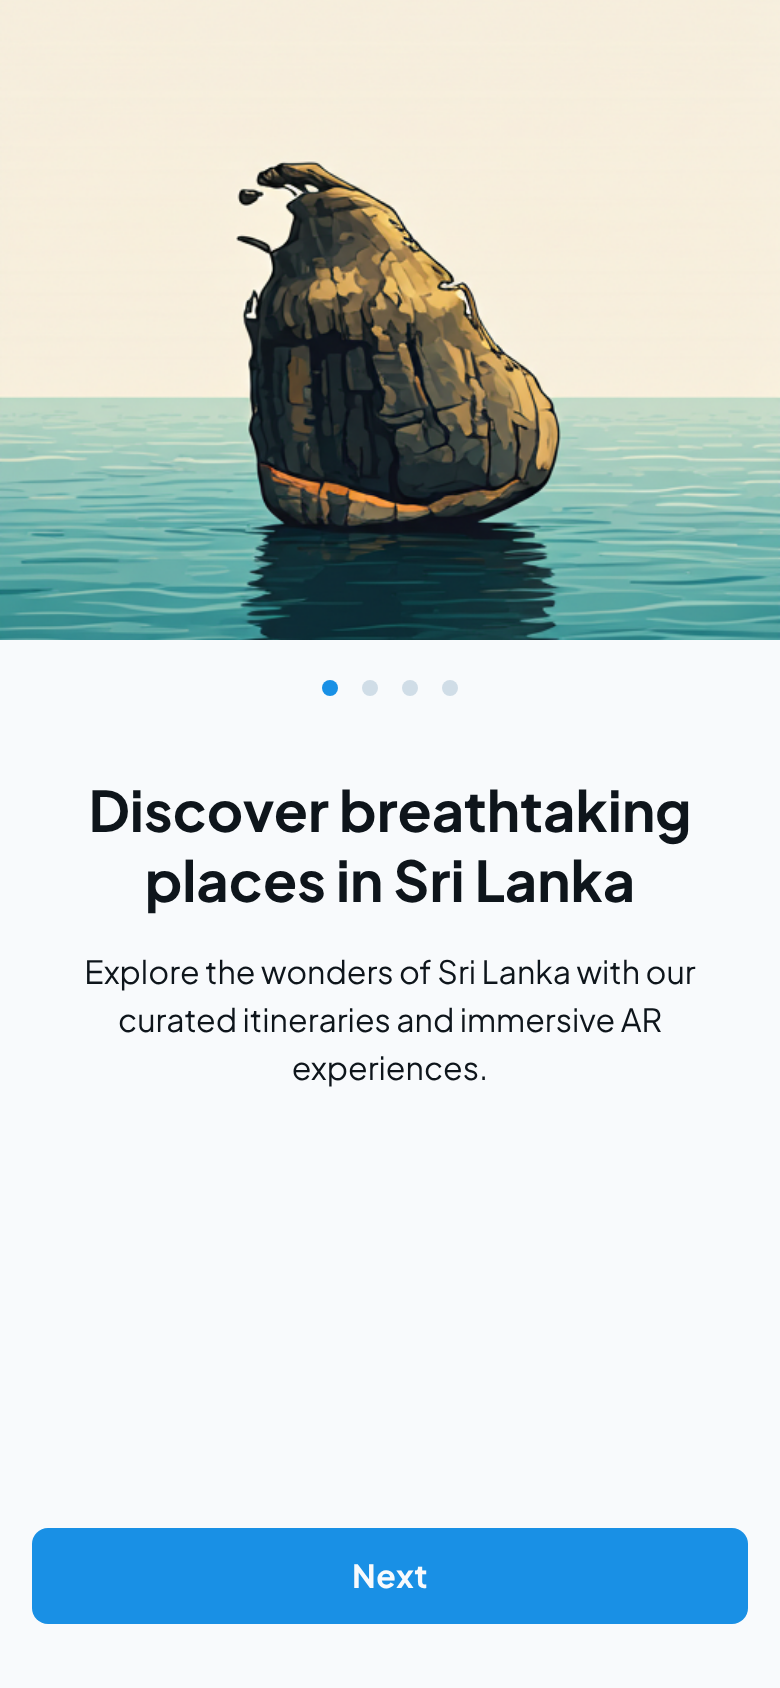 Discover breathtaking
places in Sri Lanka
Explore the wonders of Sri Lanka with our
curated itineraries and immersive AR
experiences.
Next